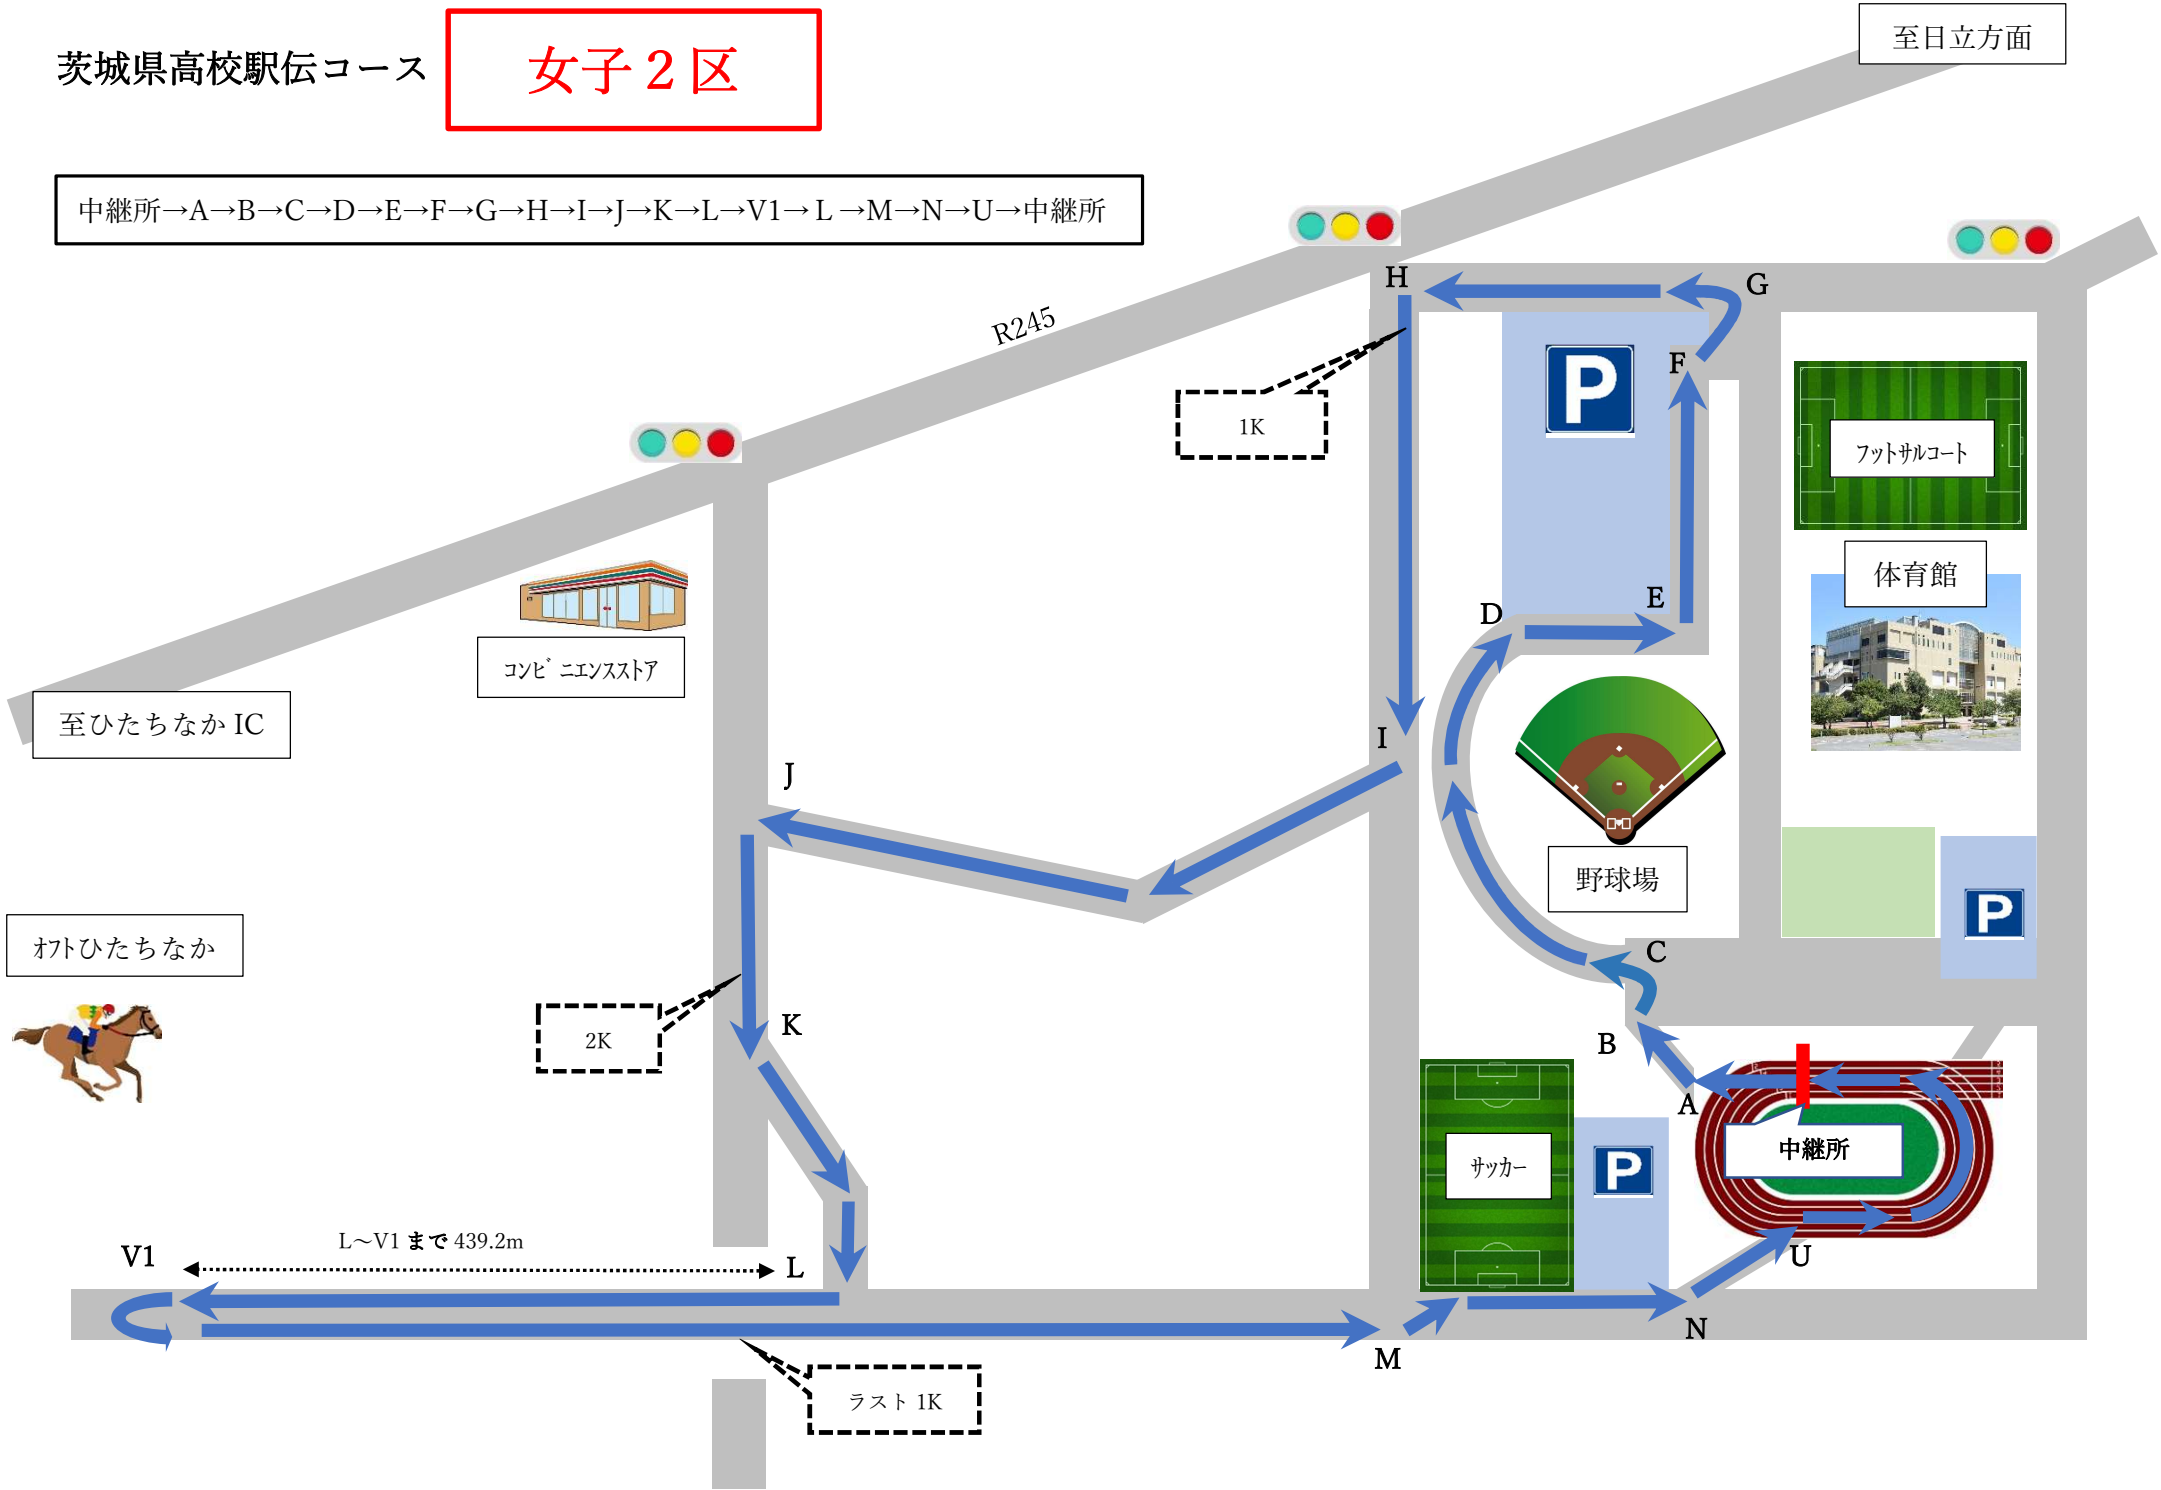 茨城県高校駅伝コース
女子２区
至日立方面
中継所→A→B→C→D→E→F→G→H→I→J→K→L→V1→L→M→N→U→中継所
H
G
R245
F
1K
フットサルコート
体育館
E
D
コンビニエンスストア
至ひたちなか IC
I
J
野球場
オフトひたちなか
C
K
2K
B
A
中継所
サッカー
L～V1 まで 439.2m
V1
L
U
N
M
ラスト 1K
P
P
P